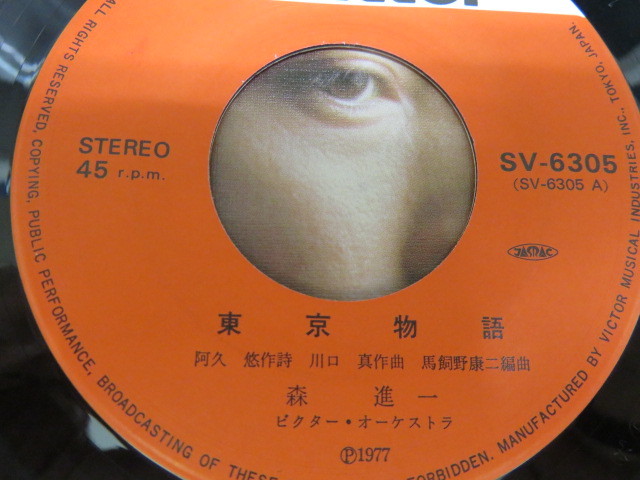 STEREO
45 r.p.m.
SV-6305
(SV-6305 A)
JASRAC
東京物語
阿久 悠作詩 川口 真作曲 馬飼野康二編曲
森 進一
ビクター・オーケストラ
Ⓟ1977
ALL RIGHTS RESERVED. COPYING, PUBLIC PERFORMANCE, BROADCASTING OF THESE
FORBIDDEN. MANUFACTURED BY VICTOR MUSICAL INDUSTRIES, INC., TOKYO, JAPAN.